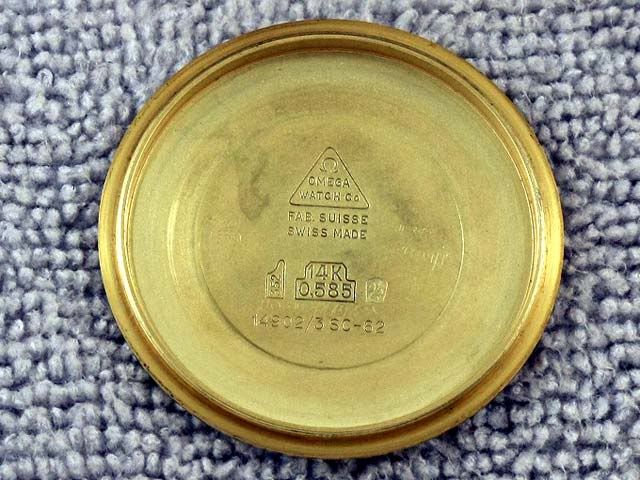 Ω
OMEGA
WATCH Co
FAB. SUISSE
SWISS MADE
14K
0,585
14902/3 SC-62